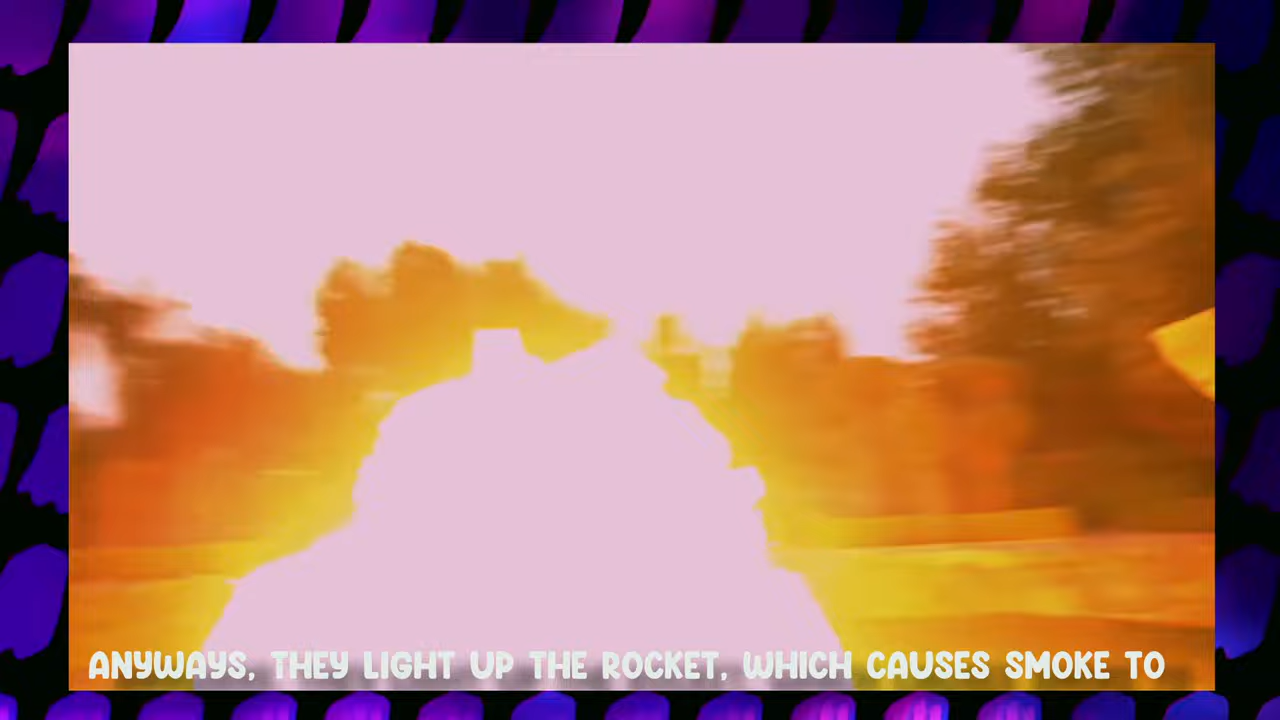 ANYWAYS, THEY LIGHT UP THE ROCKET, WHICH CAUSES SMOKE TO